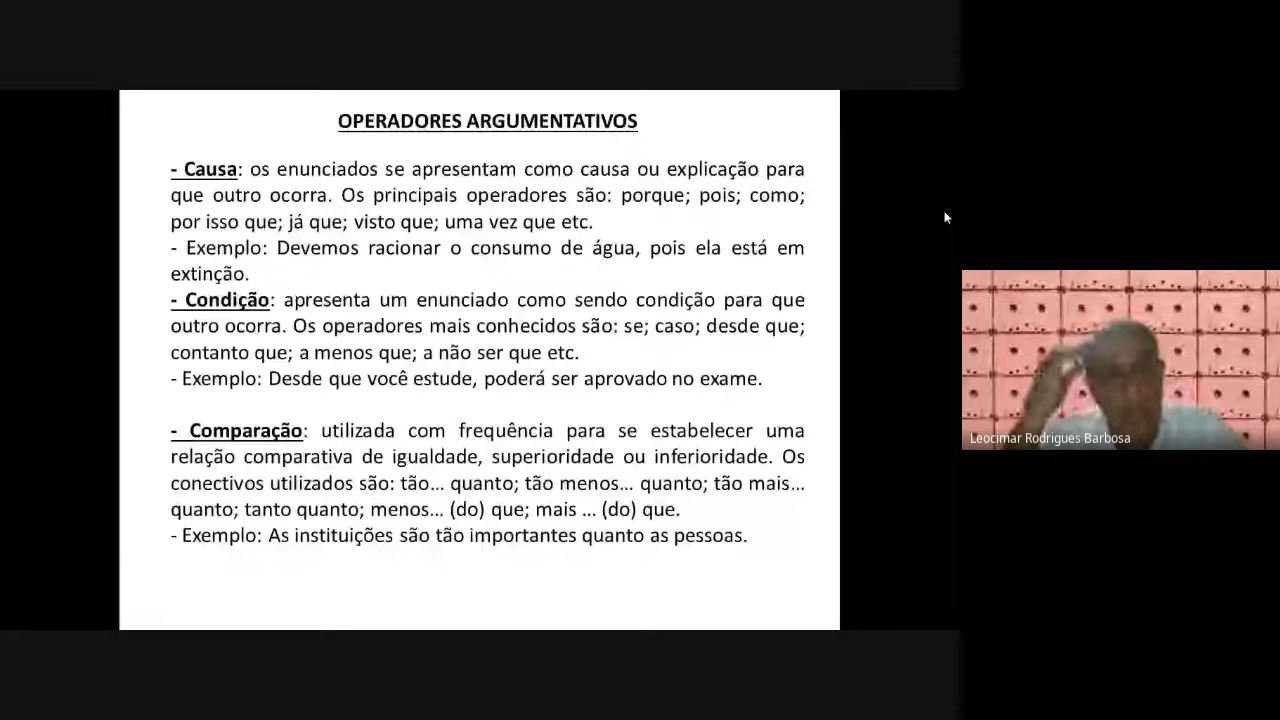 OPERADORES ARGUMENTATIVOS
- Causa: os enunciados se apresentam como causa ou explicação para
que outro ocorra. Os principais operadores são: porque; pois; como;
por isso que; já que; visto que; uma vez que etc.
- Exemplo: Devemos racionar o consumo de água, pois ela está em
extinção.
- Condição: apresenta um enunciado como sendo condição para que
outro ocorra. Os operadores mais conhecidos são: se; caso; desde que;
contanto que; a menos que; a não ser que etc.
- Exemplo: Desde que você estude, poderá ser aprovado no exame.
- Comparação: utilizada com frequência para se estabelecer uma
relação comparativa de igualdade, superioridade ou inferioridade. Os
conectivos utilizados são: tão... quanto; tão menos... quanto; tão mais...
quanto; tanto quanto; menos... (do) que; mais ... (do) que.
- Exemplo: As instituições são tão importantes quanto as pessoas.
Leocimar Rodrigues Barbosa